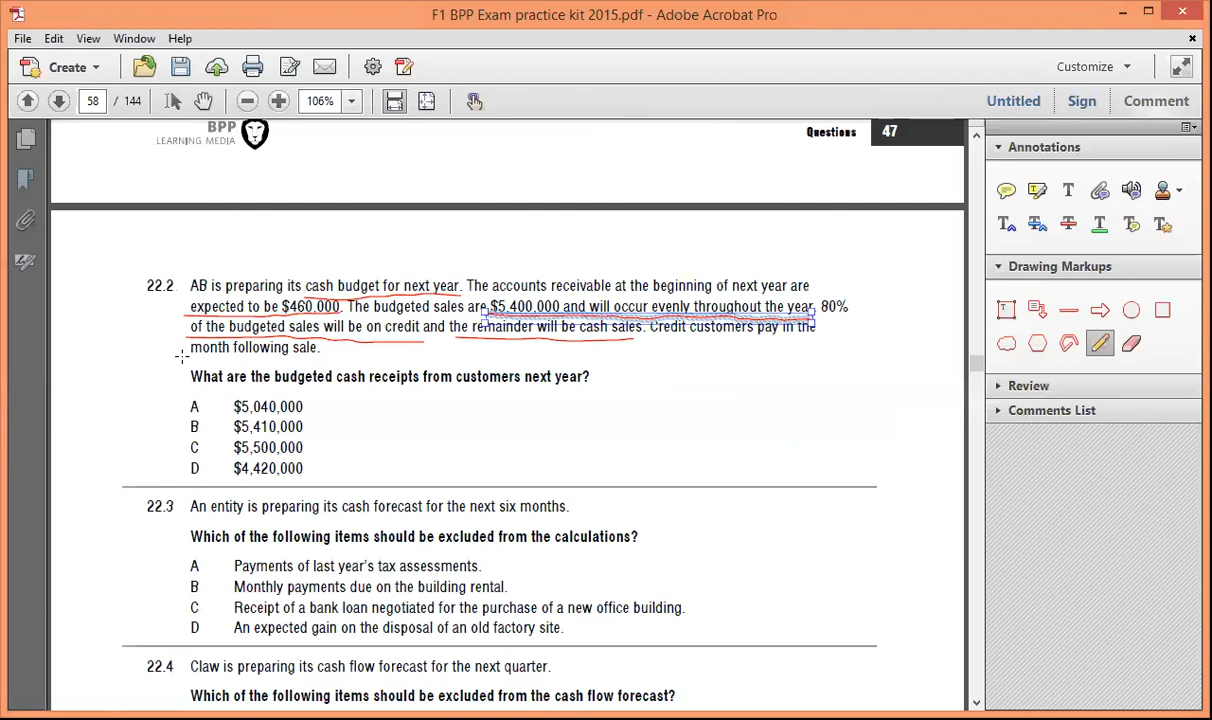 F1 BPP Exam practice kit 2015.pdf - Adobe Acrobat Pro
File Edit View Window Help
Create
Customize
58 / 144
106%
Untitled Sign Comment
BPP
LEARNING MEDIA
Questions 47
22.2 AB is preparing its cash budget for next year. The accounts receivable at the beginning of next year are
expected to be $460,000. The budgeted sales are $5,400,000 and will occur evenly throughout the year. 80%
of the budgeted sales will be on credit and the remainder will be cash sales. Credit customers pay in the
month following sale.
What are the budgeted cash receipts from customers next year?
A $5,040,000
B $5,410,000
C $5,500,000
D $4,420,000
22.3 An entity is preparing its cash forecast for the next six months.
Which of the following items should be excluded from the calculations?
A Payments of last year's tax assessments.
B Monthly payments due on the building rental.
C Receipt of a bank loan negotiated for the purchase of a new office building.
D An expected gain on the disposal of an old factory site.
22.4 Claw is preparing its cash flow forecast for the next quarter.
Which of the following items should be excluded from the cash flow forecast?
Annotations
Drawing Markups
Review
Comments List